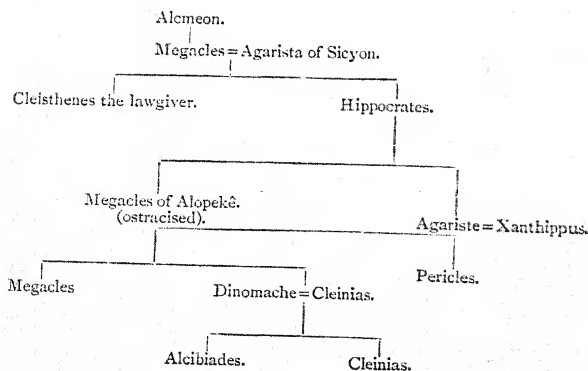 Alcmeon.
Megacles = Agarista of Sicyon.
Cleisthenes the lawgiver. Hippocrates.
Megacles of Alopekê.
(ostracised).
Agariste = Xanthippus.
Megacles Dinomache = Cleinias. Pericles.
Alcibiades. Cleinias.